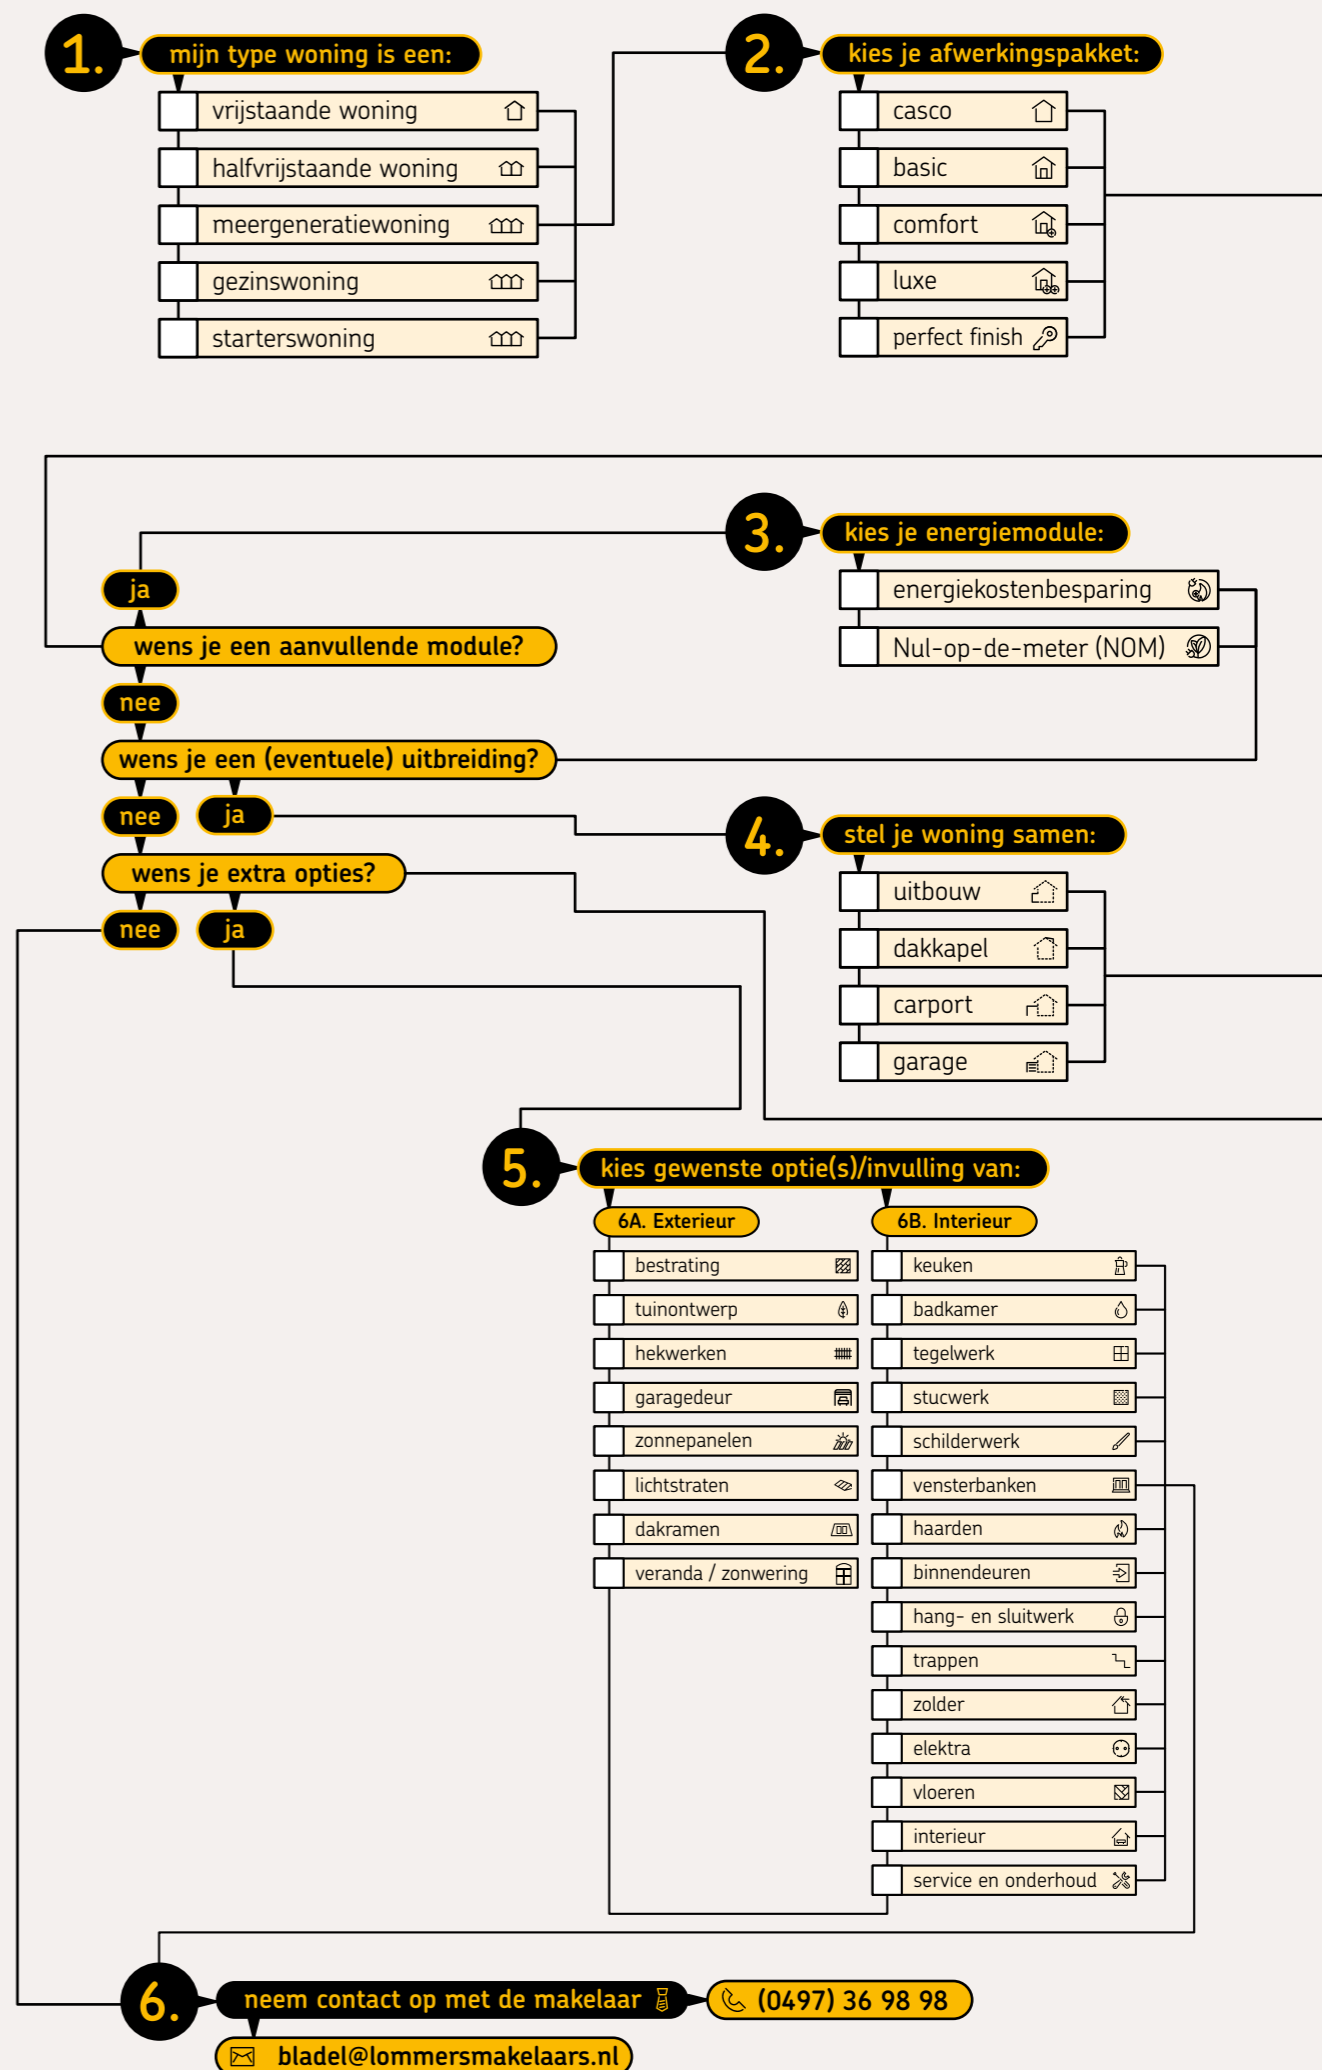 1.
mijn type woning is een:
vrijstaande woning
halfvrijstaande woning
meergeneratiewoning
gezinswoning
starterswoning
2.
kies je afwerkingspakket:
casco
basic
comfort
luxe
perfect finish
3.
kies je energiemodule:
energiekostenbesparing
Nul-op-de-meter (NOM)
ja
wens je een aanvullende module?
nee
wens je een (eventuele) uitbreiding?
nee
ja
wens je extra opties?
nee
ja
4.
stel je woning samen:
uitbouw
dakkapel
carport
garage
5.
kies gewenste optie(s)/invulling van:
6A. Exterieur
bestrating
tuinontwerp
hekwerken
garagedeur
zonnepanelen
lichtstraten
dakramen
veranda / zonwering
6B. Interieur
keuken
badkamer
tegelwerk
stucwerk
schilderwerk
vensterbanken
haarden
binnendeuren
hang- en sluitwerk
trappen
zolder
elektra
vloeren
interieur
service en onderhoud
6.
neem contact op met de makelaar
(0497) 36 98 98
bladel@lommersmakelaars.nl